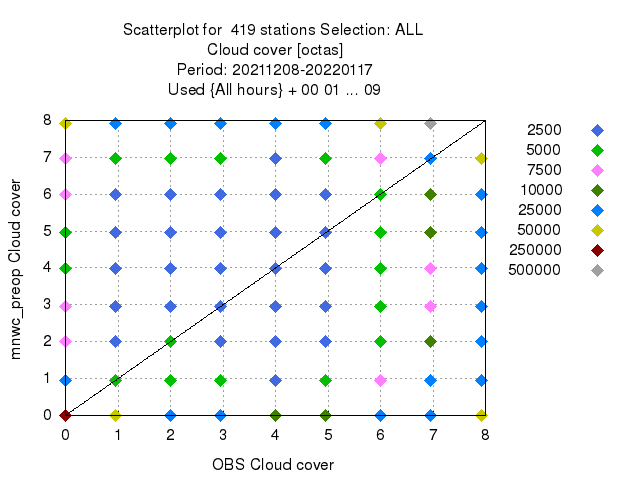 Scatterplot for  419 stations Selection: ALL
Cloud cover [octas]
Period: 20211208-20220117
Used {All hours} + 00 01 ... 09
8
7
6
5
4
3
2
1
0
mnwc_preop Cloud cover
0 1 2 3 4 5 6 7 8
OBS Cloud cover
2500
5000
7500
10000
25000
50000
250000
500000